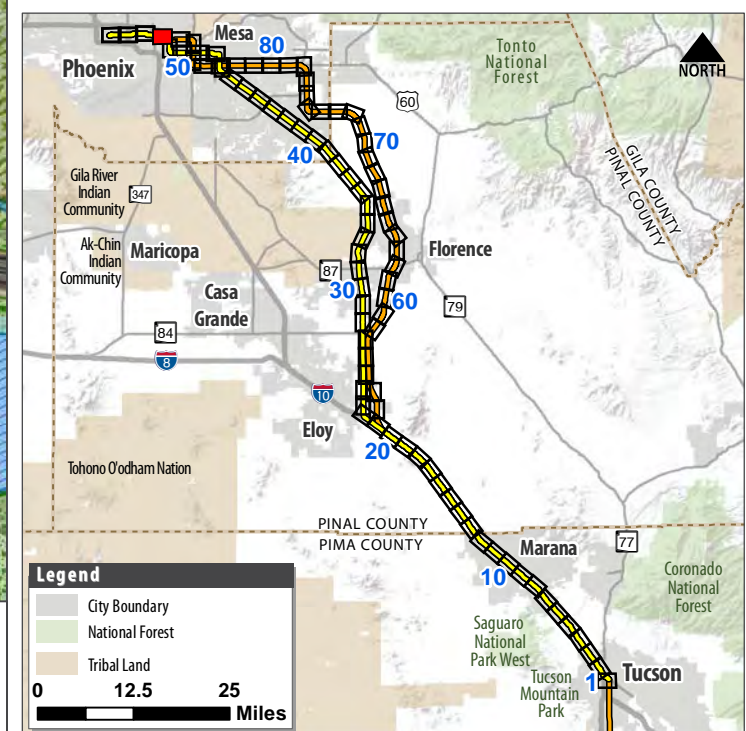 Mesa
80
Tonto
National
Forest
NORTH
Phoenix
50
60
40
70
GILA COUNTY
PINAL COUNTY
Gila River
Indian
Community
347
Ak-Chin
Indian
Community
Maricopa
Florence
87
30
60
Casa
Grande
79
84
8
10
Eloy
20
Tohono O'odham Nation
PINAL COUNTY
PIMA COUNTY
Marana
77
10
Coronado
National
Forest
Saguaro
National
Park West
Tucson
Mountain
Park
1
Tucson
Legend
City Boundary
National Forest
Tribal Land
0 12.5 25
Miles